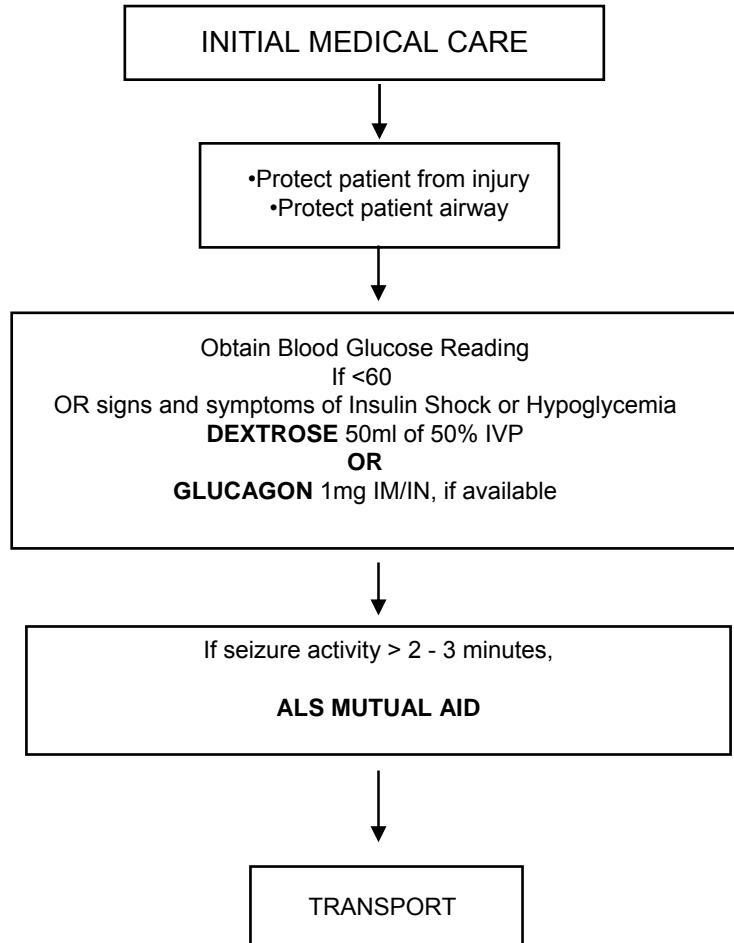 INITIAL MEDICAL CARE
•Protect patient from injury
•Protect patient airway
Obtain Blood Glucose Reading
If <60
OR signs and symptoms of Insulin Shock or Hypoglycemia
DEXTROSE 50ml of 50% IVP
OR
GLUCAGON 1mg IM/IN, if available
If seizure activity > 2 - 3 minutes,
ALS MUTUAL AID
TRANSPORT